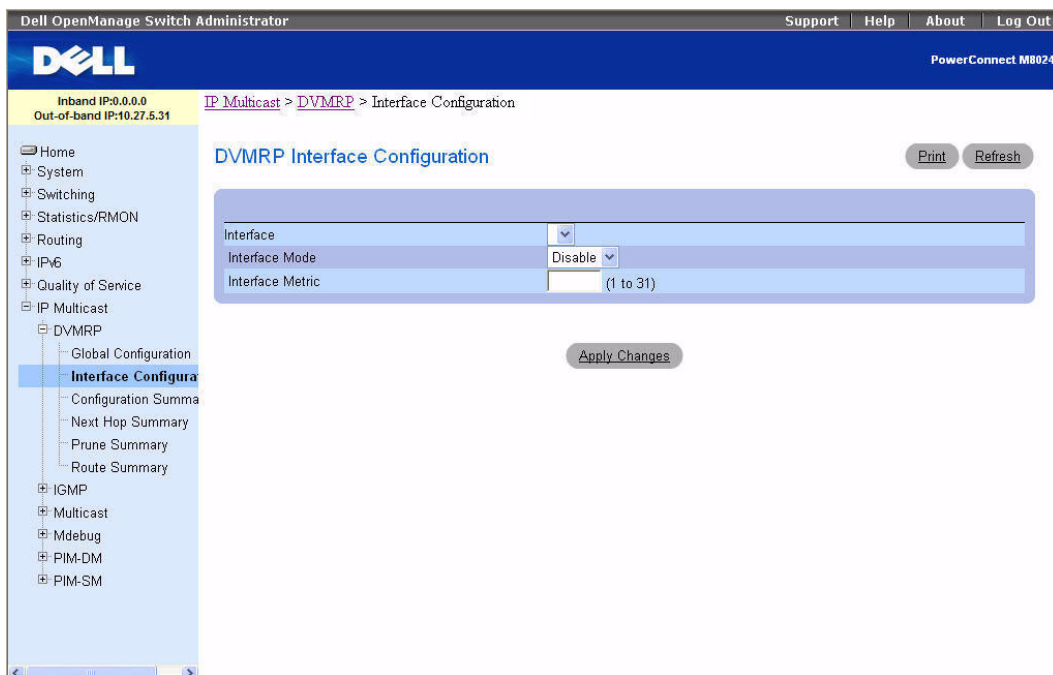 Dell OpenManage Switch Administrator
Support Help About Log Out
DELL
PowerConnect M8024
Inband IP:0.0.0.0
Out-of-band IP:10.27.5.31
IP Multicast > DVMRP > Interface Configuration
Home
System
Switching
Statistics/RMON
Routing
IPv6
Quality of Service
IP Multicast
DVMRP
Global Configuration
Interface Configura
Configuration Summa
Next Hop Summary
Prune Summary
Route Summary
IGMP
Multicast
Mdebug
PIM-DM
PIM-SM
DVMRP Interface Configuration
Print Refresh
Interface
Interface Mode Disable
Interface Metric (1 to 31)
Apply Changes